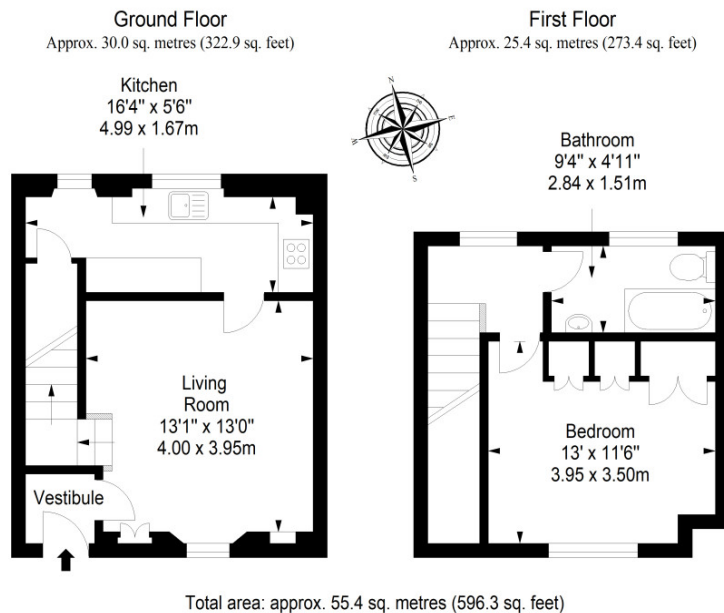 Ground Floor
Approx. 30.0 sq. metres (322.9 sq. feet)
Kitchen
16'4" x 5'6"
4.99 x 1.67m
Living
Room
13'1" x 13'0"
4.00 x 3.95m
Vestibule
N
E
S
W
First Floor
Approx. 25.4 sq. metres (273.4 sq. feet)
Bathroom
9'4" x 4'11"
2.84 x 1.51m
Bedroom
13' x 11'6"
3.95 x 3.50m
Total area: approx. 55.4 sq. metres (596.3 sq. feet)